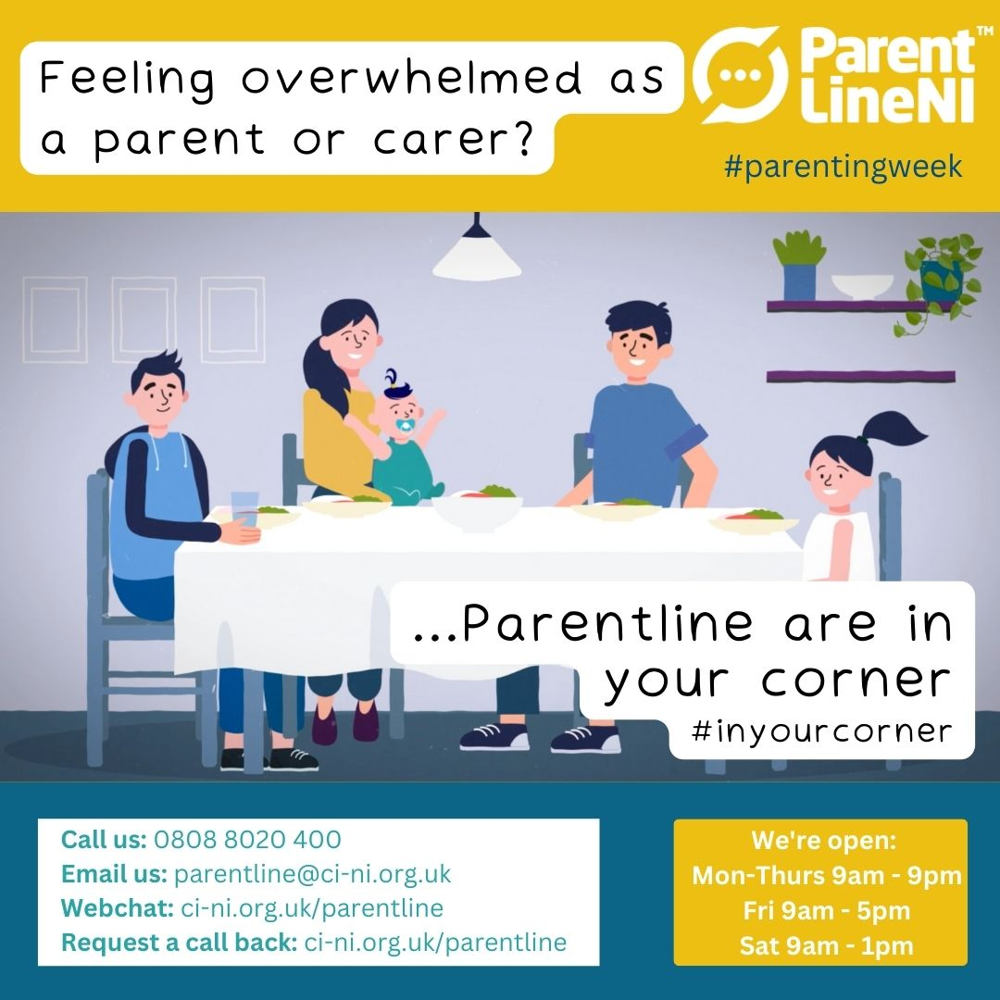 Feeling overwhelmed as
a parent or carer?
Parent™
LineNI
#parentingweek
...Parentline are in
your corner
#inyourcorner
Call us: 0808 8020 400
Email us: parentline@ci-ni.org.uk
Webchat: ci-ni.org.uk/parentline
Request a call back: ci-ni.org.uk/parentline
We're open:
Mon-Thurs 9am - 9pm
Fri 9am - 5pm
Sat 9am - 1pm